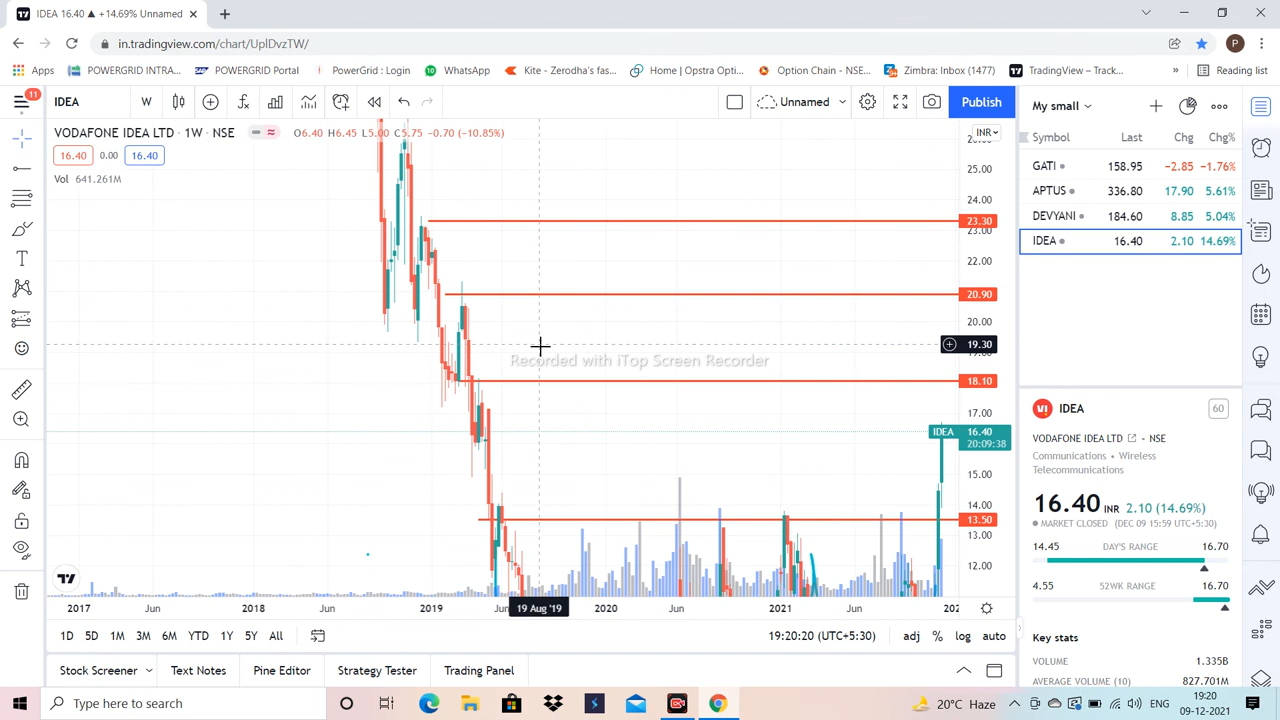 IDEA 16.40 ▲ +14.69% Unnamed
in.tradingview.com/chart/UplDvzTW/
Apps POWERGRID INTRA... POWERGRID Portal PowerGrid : Login WhatsApp Kite - Zerodha's fas... Home | Opstra Opti... Option Chain - NSE... Zimbra: Inbox (1477) TradingView – Track... » Reading list
11 IDEA W Unnamed Publish
My small
VODAFONE IDEA LTD · 1W · NSE O6.40 H6.45 L5.00 C5.75 −0.70 (−10.85%)
INR
16.40 0.00 16.40
Vol 641.261M
25.00
24.00
23.30
23.00
22.00
20.90
20.00
19.30
18.10
17.00
IDEA 16.40
20:09:38
15.00
14.00
13.50
13.00
12.00
Recorded with iTop Screen Recorder
2017 Jun 2018 Jun 2019 19 Aug '19 2020 Jun 2021 Jun
1D 5D 1M 3M 6M YTD 1Y 5Y All 19:20:20 (UTC+5:30) adj % log auto
Stock Screener Text Notes Pine Editor Strategy Tester Trading Panel
Symbol Last Chg Chg%
GATI 158.95 −2.85 −1.76%
APTUS 336.80 17.90 5.61%
DEVYANI 184.60 8.85 5.04%
IDEA 16.40 2.10 14.69%
IDEA 60
VODAFONE IDEA LTD · NSE
Communications • Wireless
Telecommunications
16.40 INR 2.10 (14.69%)
MARKET CLOSED (DEC 09 15:59 UTC+5:30)
14.45 DAY'S RANGE 16.70
4.55 52WK RANGE 16.70
Key stats
VOLUME 1.335B
AVERAGE VOLUME (10) 827.701M
Type here to search
20°C Haze
ENG
19:20
09-12-2021